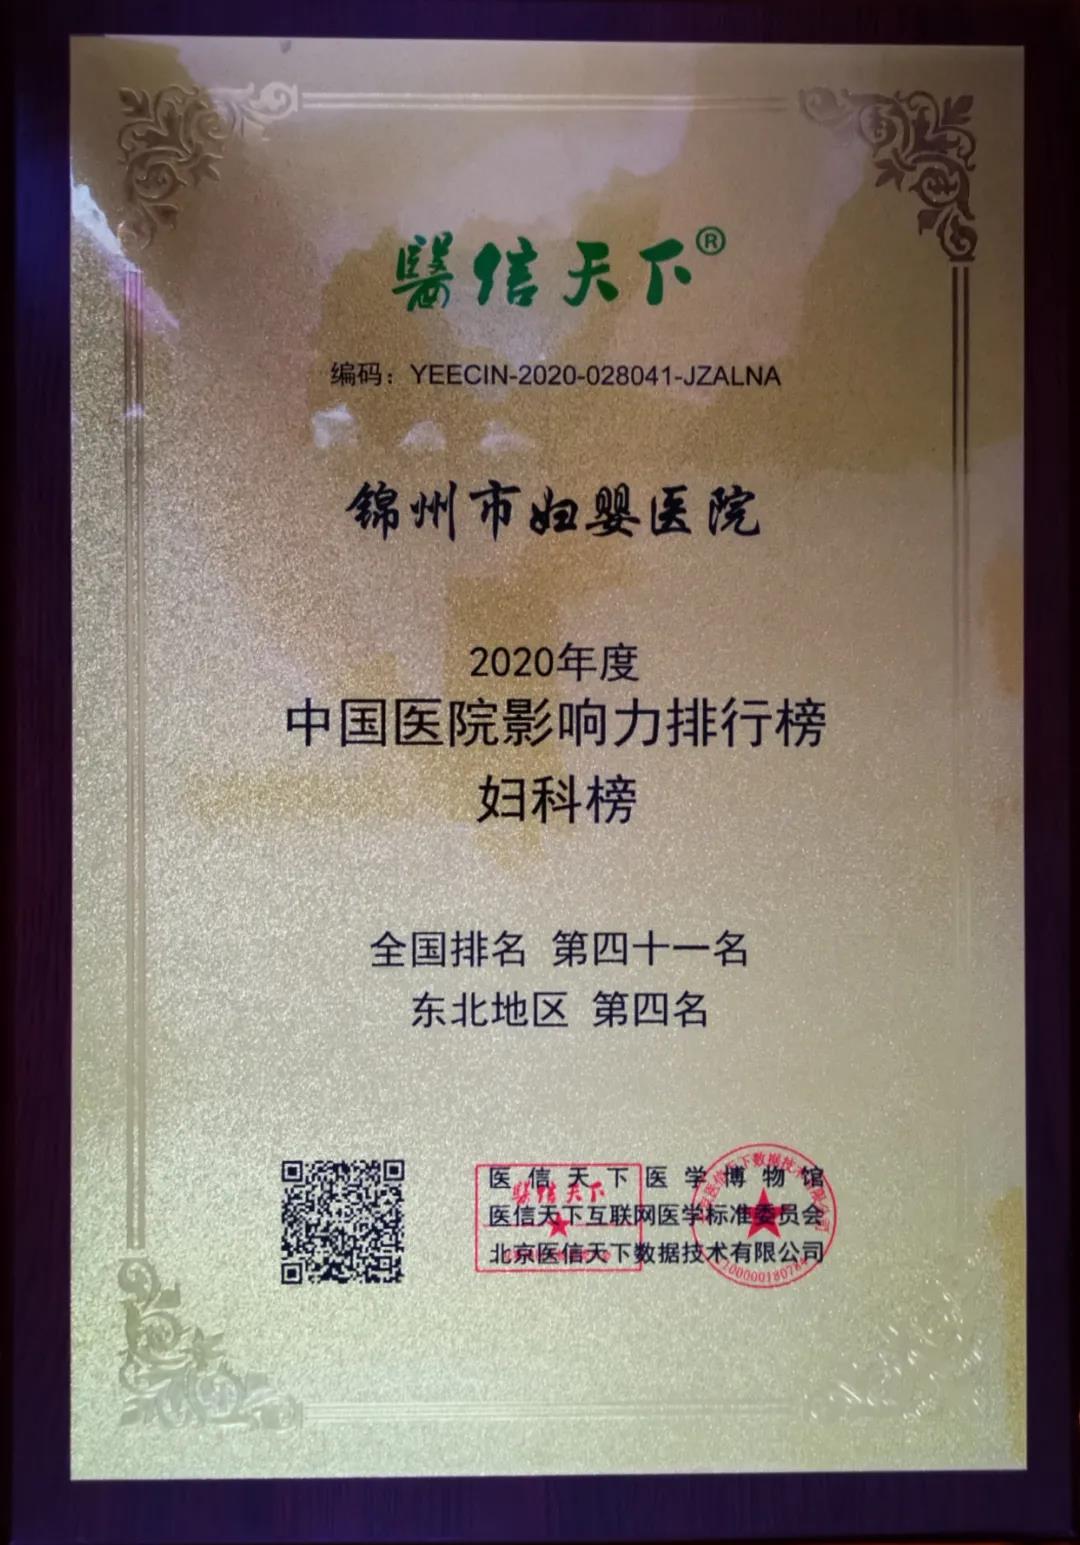 醫信天下®
编码：YEECIN-2020-028041-JZALNA
锦州市妇婴医院
2020年度
中国医院影响力排行榜
妇科榜
全国排名 第四十一名
东北地区 第四名
医信天下医学博物馆
医信天下互联网医学标准委员会
北京医信天下数据技术有限公司
醫信天下